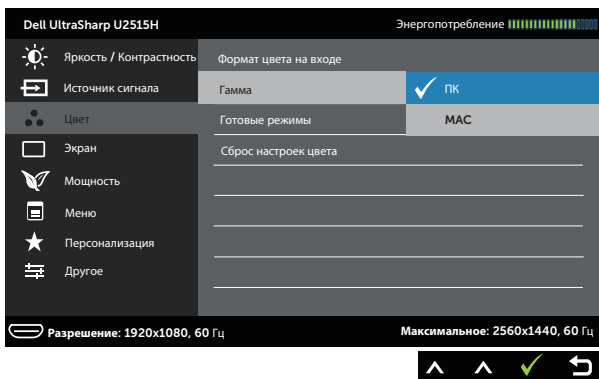 Dell UltraSharp U2515H
Энергопотребление
Яркость / Контрастность
Формат цвета на входе
Источник сигнала
Гамма
ПК
Цвет
Готовые режимы
MAC
Экран
Сброс настроек цвета
Мощность
Меню
Персонализация
Другое
Разрешение: 1920x1080, 60 Гц
Максимальное: 2560x1440, 60 Гц